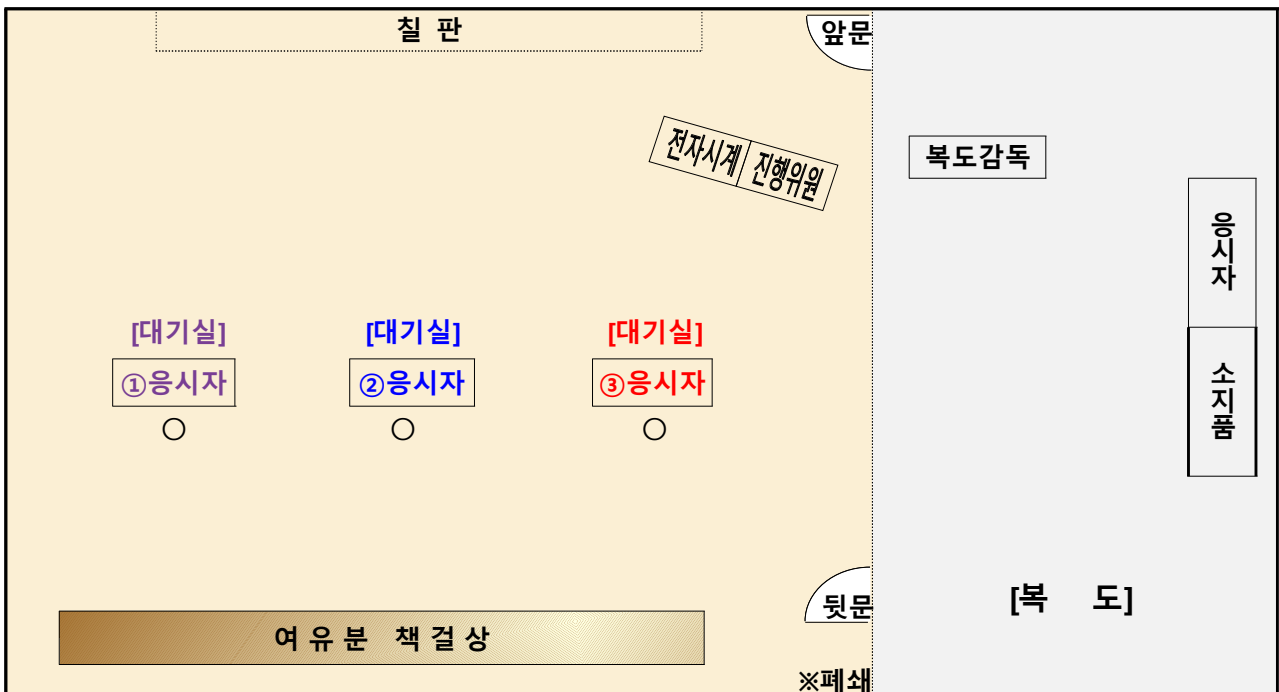 칠 판
앞문
전자시계 진행위원
복도감독
응시자
소지품
[대기실] [대기실] [대기실]
①응시자 ②응시자 ③응시자
뒷문
[복 도]
여유분 책걸상
※폐쇄